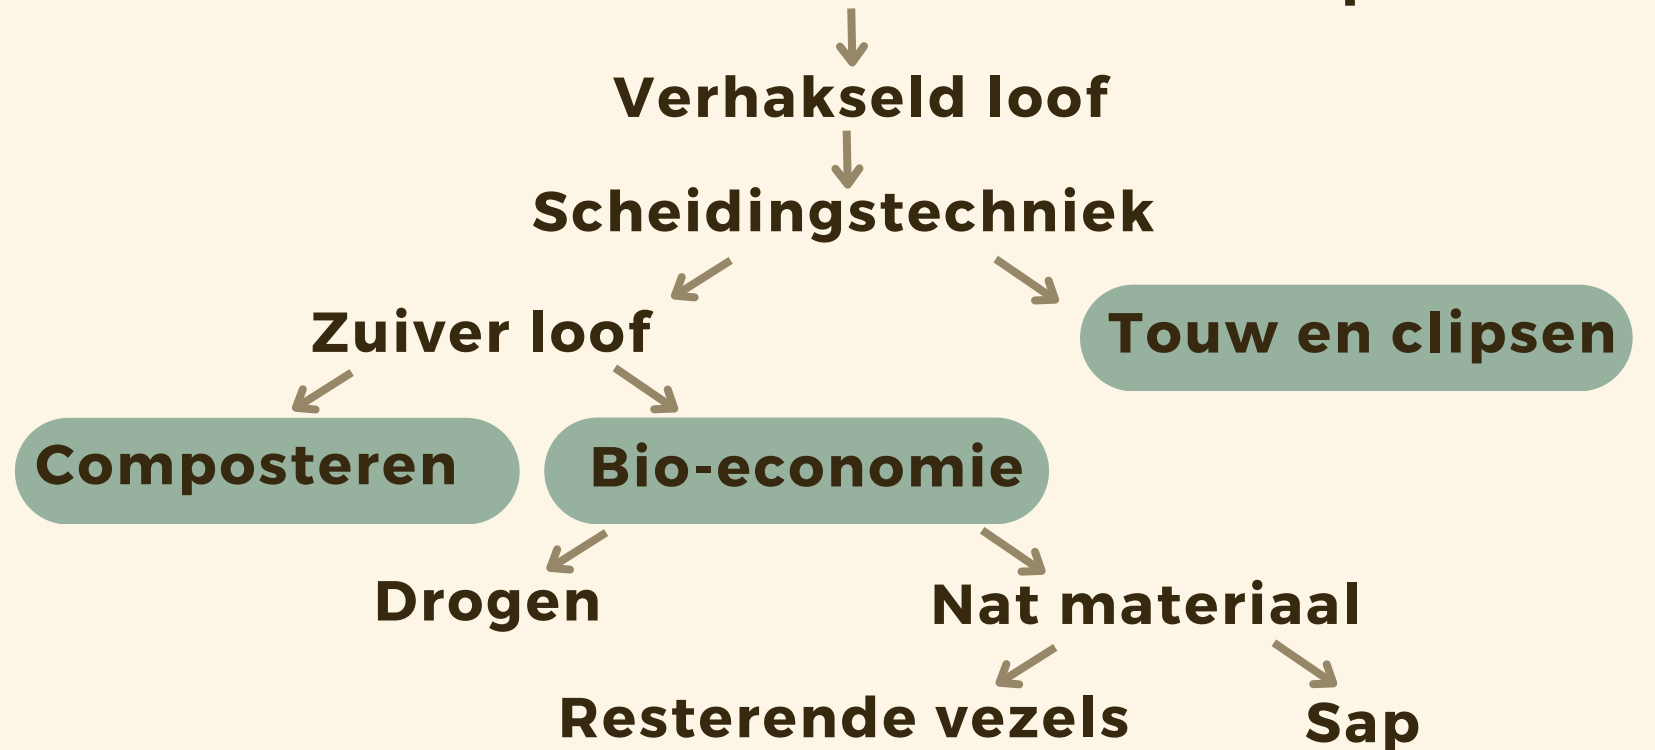 Verhakseld loof
Scheidingstechniek
Zuiver loof
Touw en clipsen
Composteren
Bio-economie
Drogen
Nat materiaal
Resterende vezels
Sap